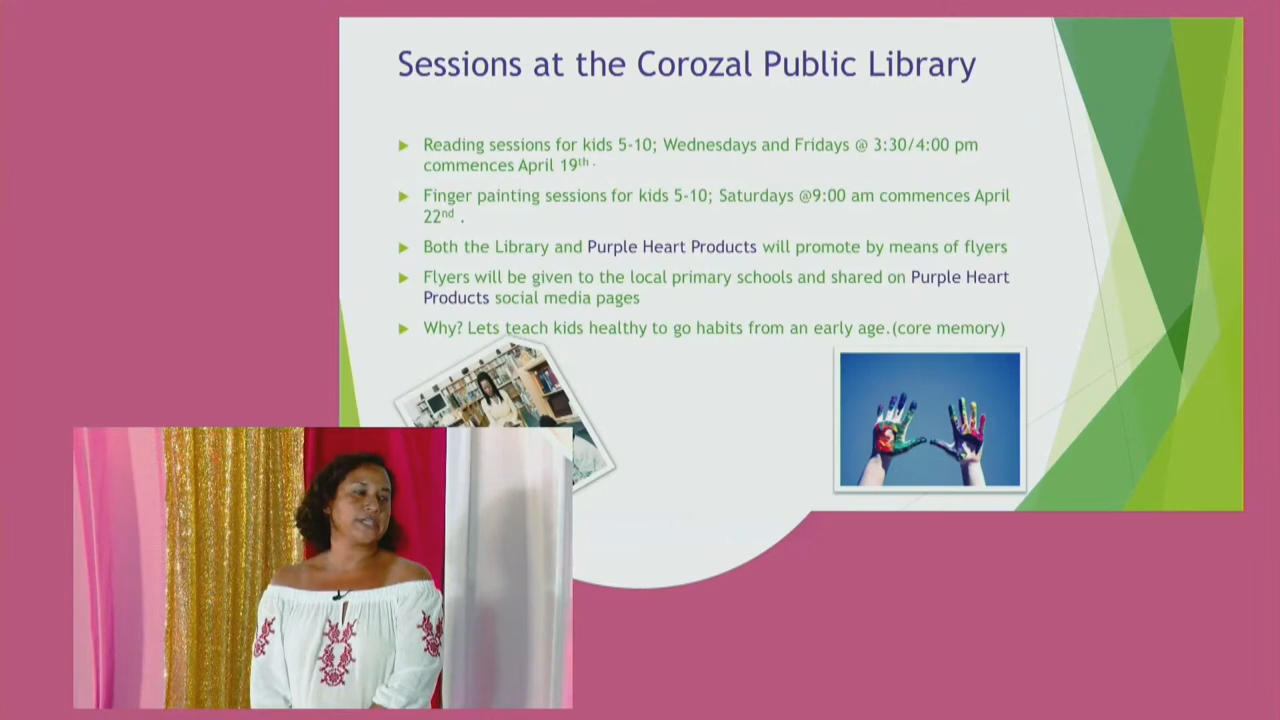 Sessions at the Corozal Public Library
Reading sessions for kids 5-10; Wednesdays and Fridays @ 3:30/4:00 pm
commences April 19th .
Finger painting sessions for kids 5-10; Saturdays @9:00 am commences April
22nd .
Both the Library and Purple Heart Products will promote by means of flyers
Flyers will be given to the local primary schools and shared on Purple Heart
Products social media pages
Why? Lets teach kids healthy to go habits from an early age.(core memory)